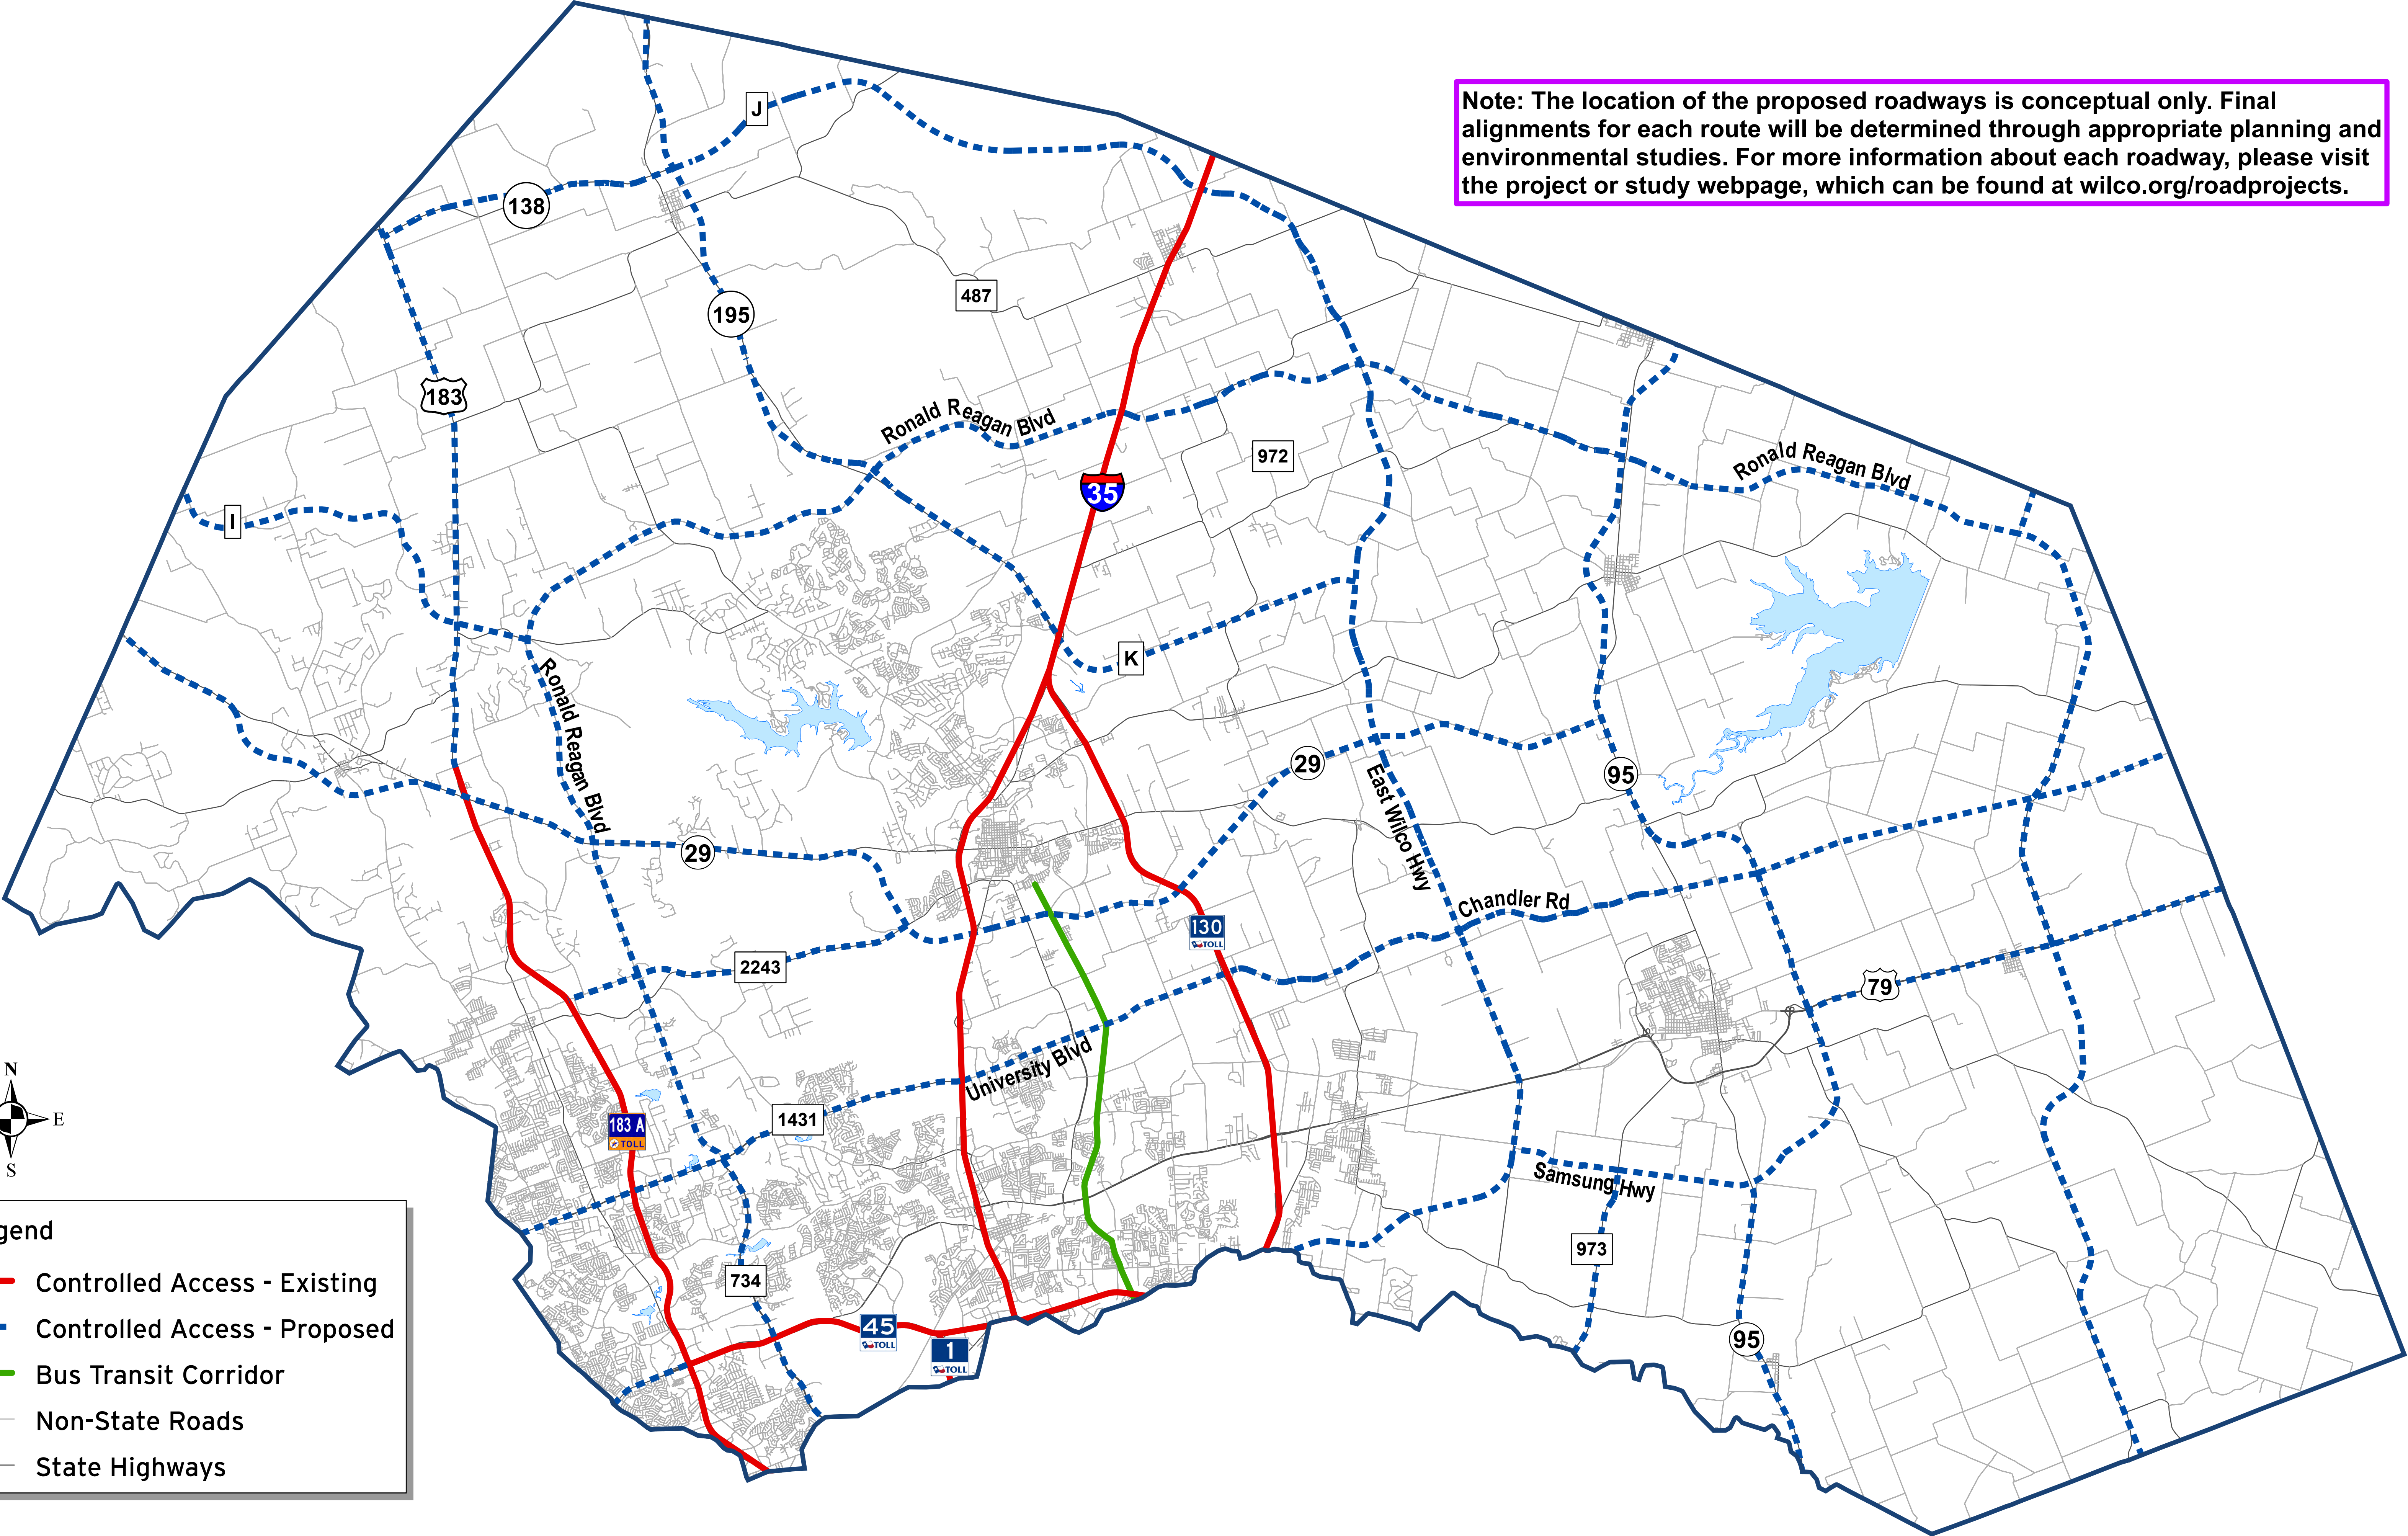 Note: The location of the proposed roadways is conceptual only. Final
alignments for each route will be determined through appropriate planning and
environmental studies. For more information about each roadway, please visit
the project or study webpage, which can be found at wilco.org/roadprojects.
J
138
195
487
183
Ronald Reagan Blvd
972
Ronald Reagan Blvd
35
I
K
Ronald Reagan Blvd
29
95
East Wilco Hwy
29
Chandler Rd
130
TOLL
2243
79
University Blvd
1431
183 A
TOLL
Samsung Hwy
973
734
45
TOLL
1
TOLL
95
N
E
S
gend
Controlled Access - Existing
Controlled Access - Proposed
Bus Transit Corridor
Non-State Roads
State Highways